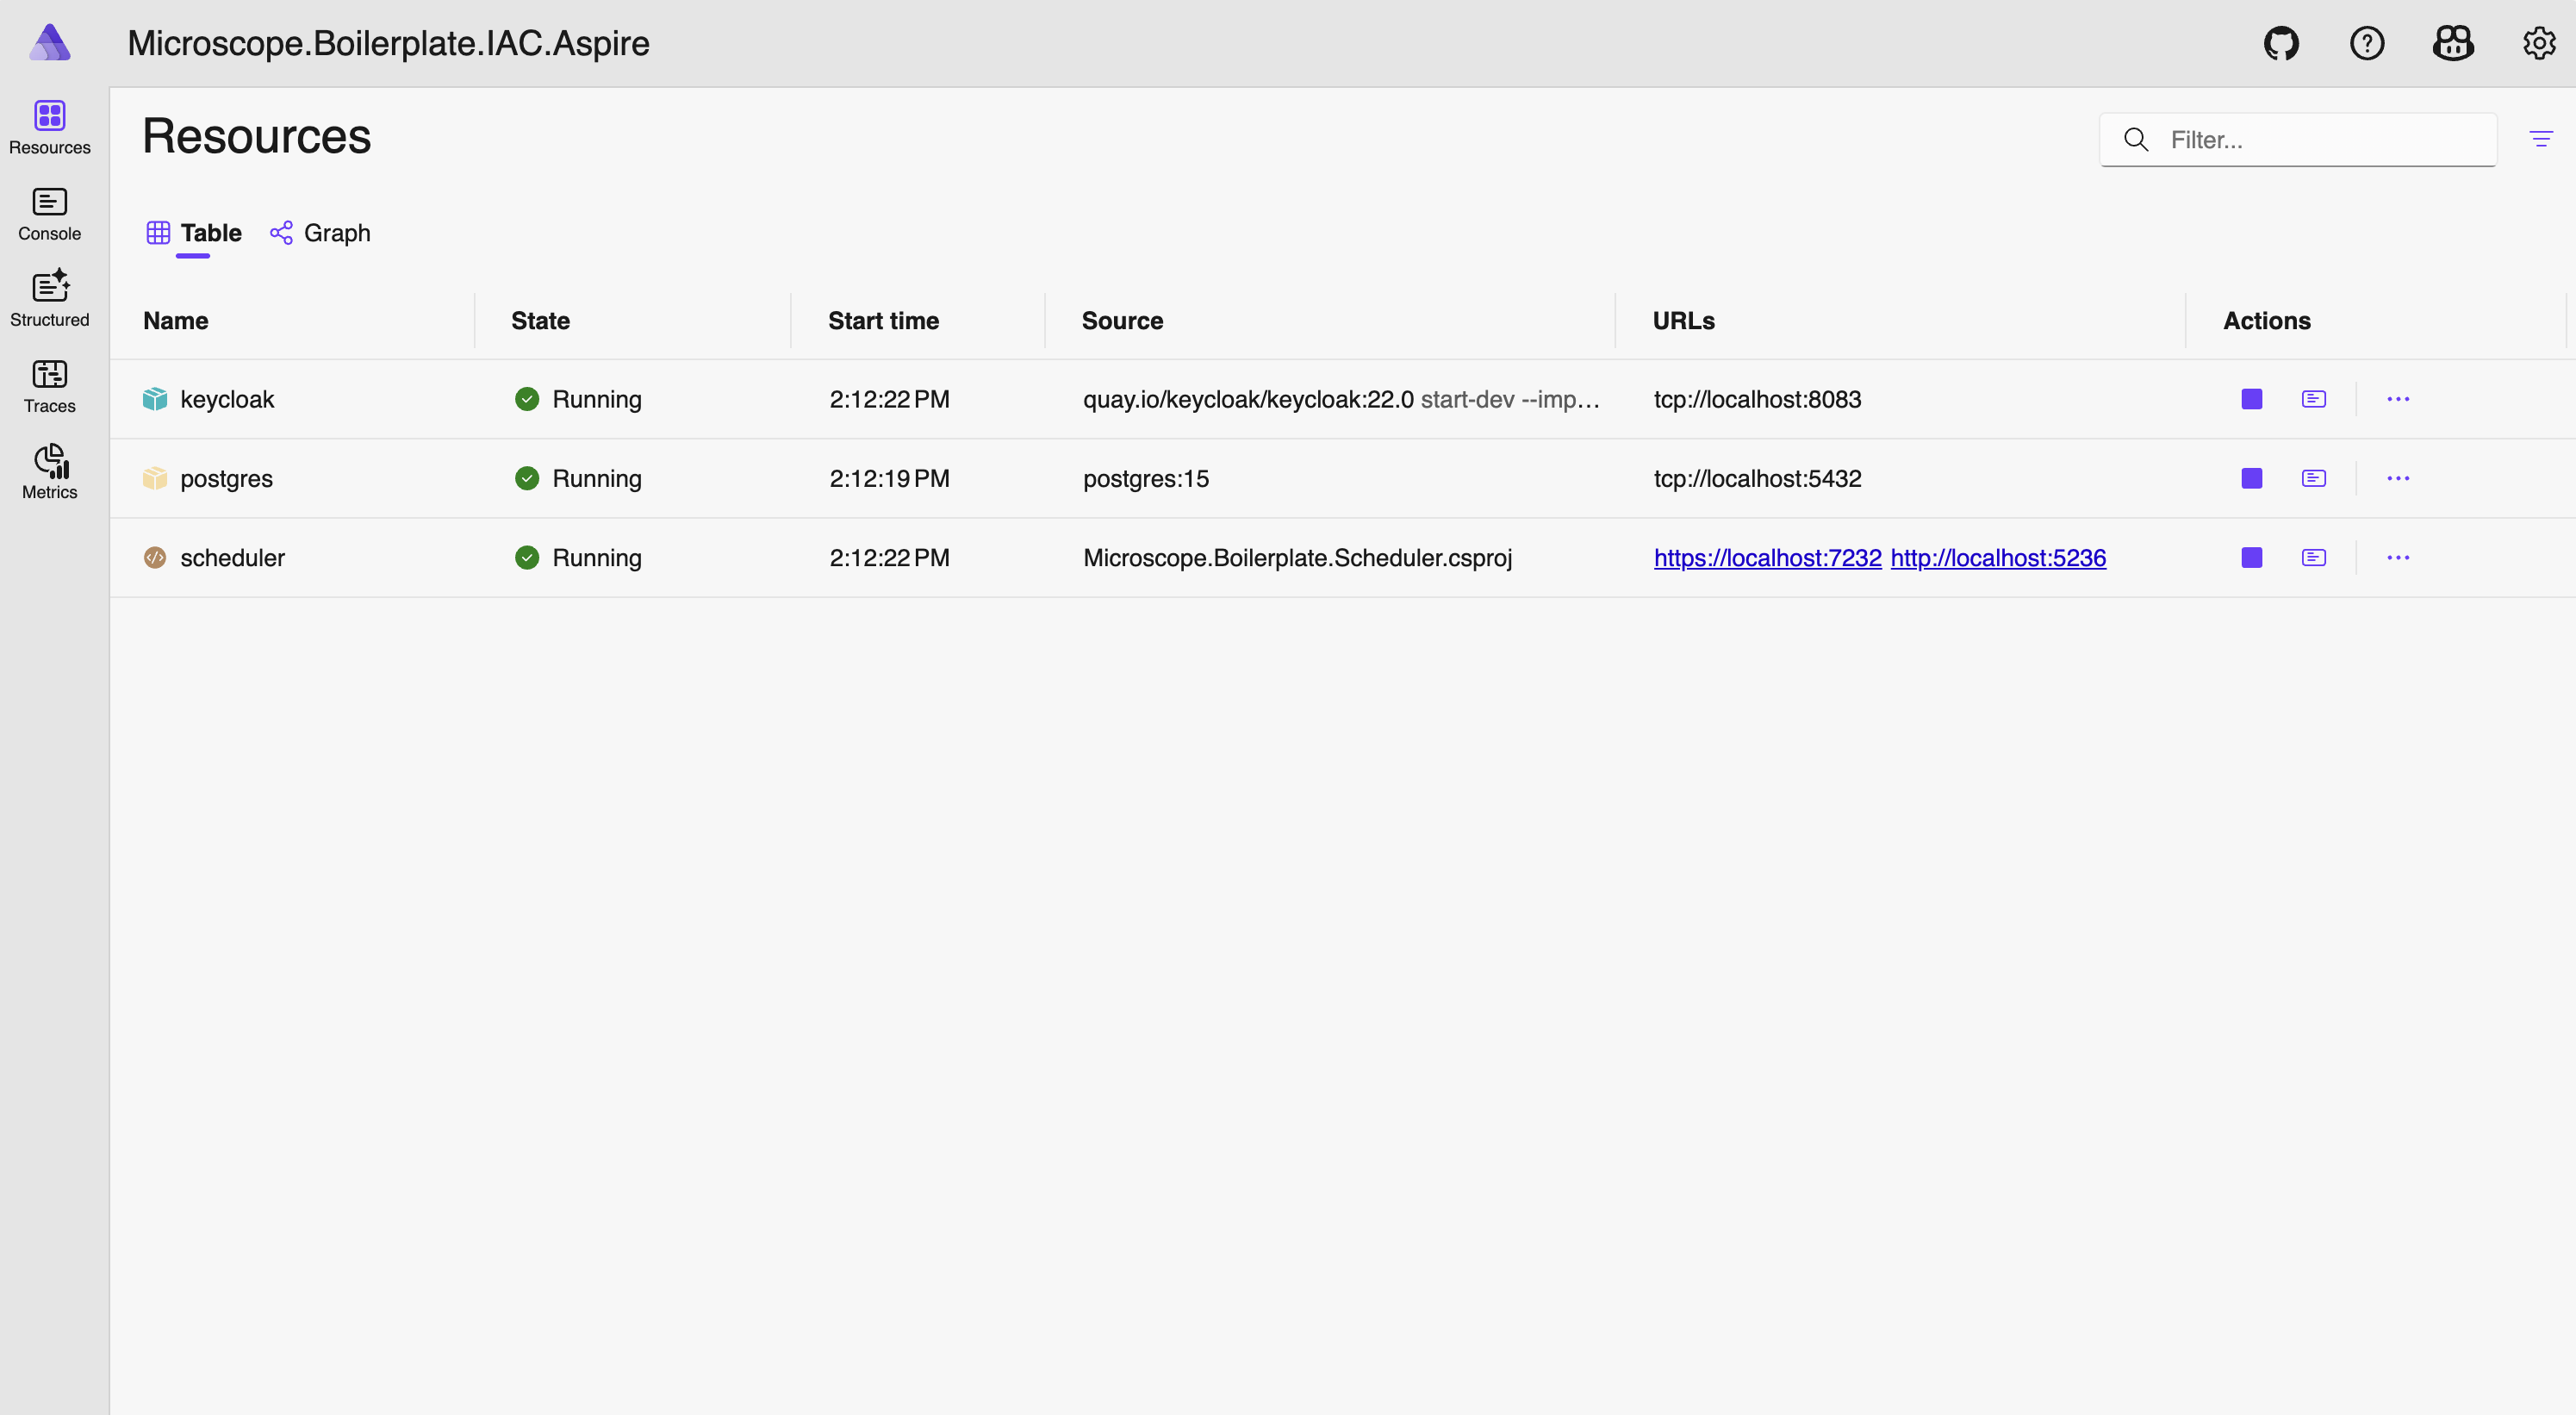 Microscope.Boilerplate.IAC.Aspire
Resources
Console
Structured
Traces
Metrics
Resources
Filter...
Table Graph
Name State Start time Source URLs Actions
keycloak Running 2:12:22 PM quay.io/keycloak/keycloak:22.0 start-dev --imp... tcp://localhost:8083
postgres Running 2:12:19 PM postgres:15 tcp://localhost:5432
scheduler Running 2:12:22 PM Microscope.Boilerplate.Scheduler.csproj https://localhost:7232 http://localhost:5236